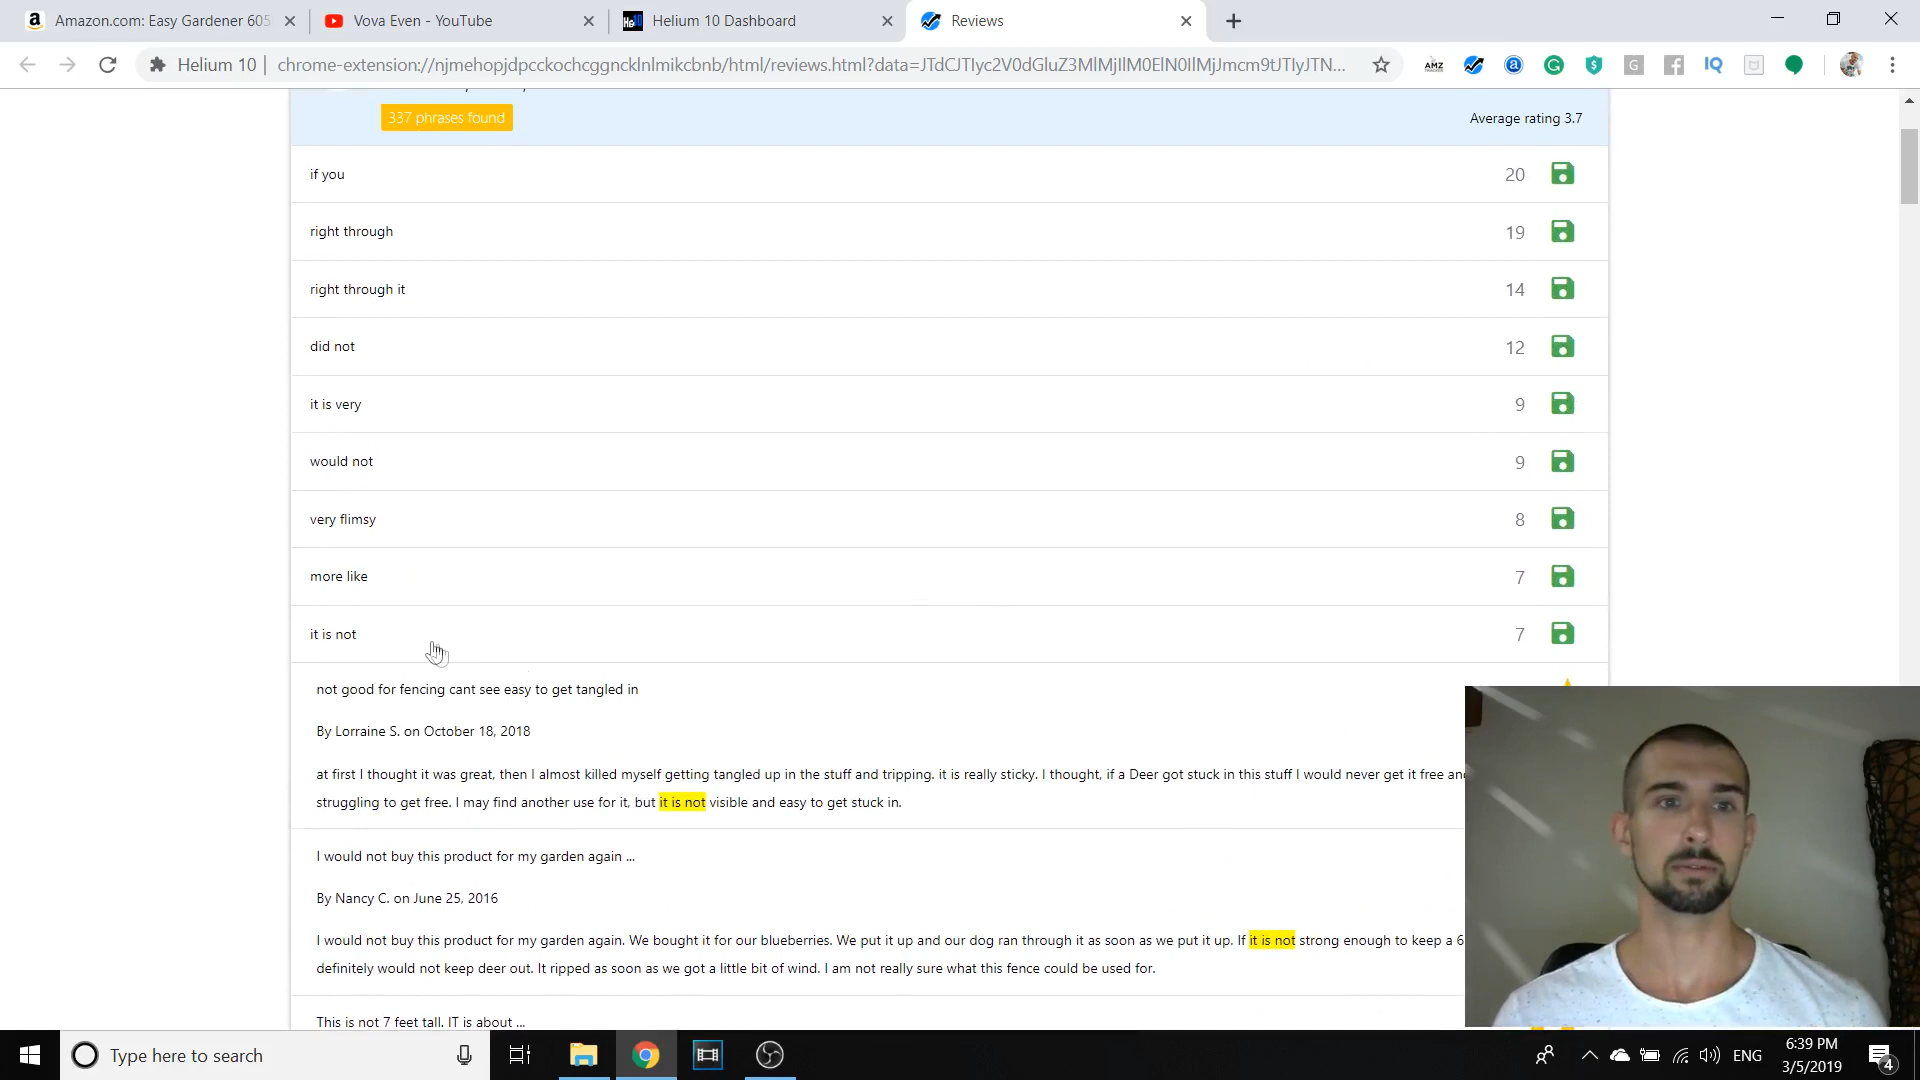 Amazon.com: Easy Gardener 605
Vova Even - YouTube
Helium 10 Dashboard
Reviews
Helium 10
chrome-extension://njmehopjdpcckochcggncklnlmikcbnb/html/reviews.html?data=JTdCJTIyc2V0dGluZ3MlMjIlM0ElN0IlMjJmcm9tJTIyJTN...
337 phrases found
Average rating 3.7
if you 20
right through 19
right through it 14
did not 12
it is very 9
would not 9
very flimsy 8
more like 7
it is not 7
not good for fencing cant see easy to get tangled in
By Lorraine S. on October 18, 2018
at first I thought it was great, then I almost killed myself getting tangled up in the stuff and tripping. it is really sticky. I thought, if a Deer got stuck in this stuff I would never get it free and
struggling to get free. I may find another use for it, but it is not visible and easy to get stuck in.
I would not buy this product for my garden again ...
By Nancy C. on June 25, 2016
I would not buy this product for my garden again. We bought it for our blueberries. We put it up and our dog ran through it as soon as we put it up. If it is not strong enough to keep a 6
definitely would not keep deer out. It ripped as soon as we got a little bit of wind. I am not really sure what this fence could be used for.
This is not 7 feet tall. IT is about ...
Type here to search
ENG
6:39 PM
3/5/2019
4